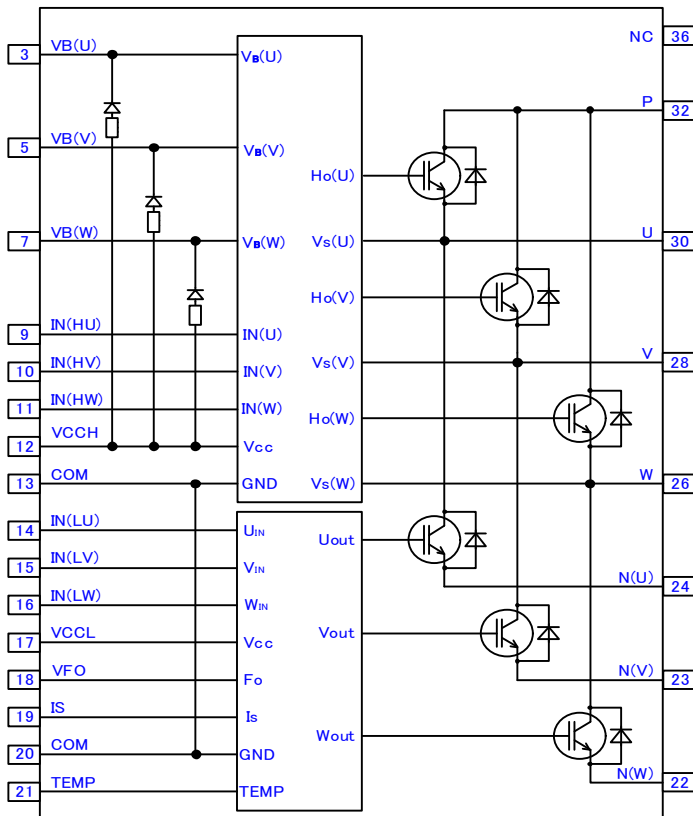 3 VB(U)
5 VB(V)
7 VB(W)
9 IN(HU)
10 IN(HV)
11 IN(HW)
12 VCCH
13 COM
14 IN(LU)
15 IN(LV)
16 IN(LW)
17 VCCL
18 VFO
19 IS
20 COM
21 TEMP
VB(U)
VB(V)
VB(W)
IN(U)
IN(V)
IN(W)
Vcc
GND
Ho(U)
Vs(U)
Ho(V)
Vs(V)
Ho(W)
Vs(W)
UIN
VIN
WIN
Vcc
Fo
Is
GND
TEMP
Uout
Vout
Wout
NC 36
P 32
U 30
V 28
W 26
N(U) 24
N(V) 23
N(W) 22